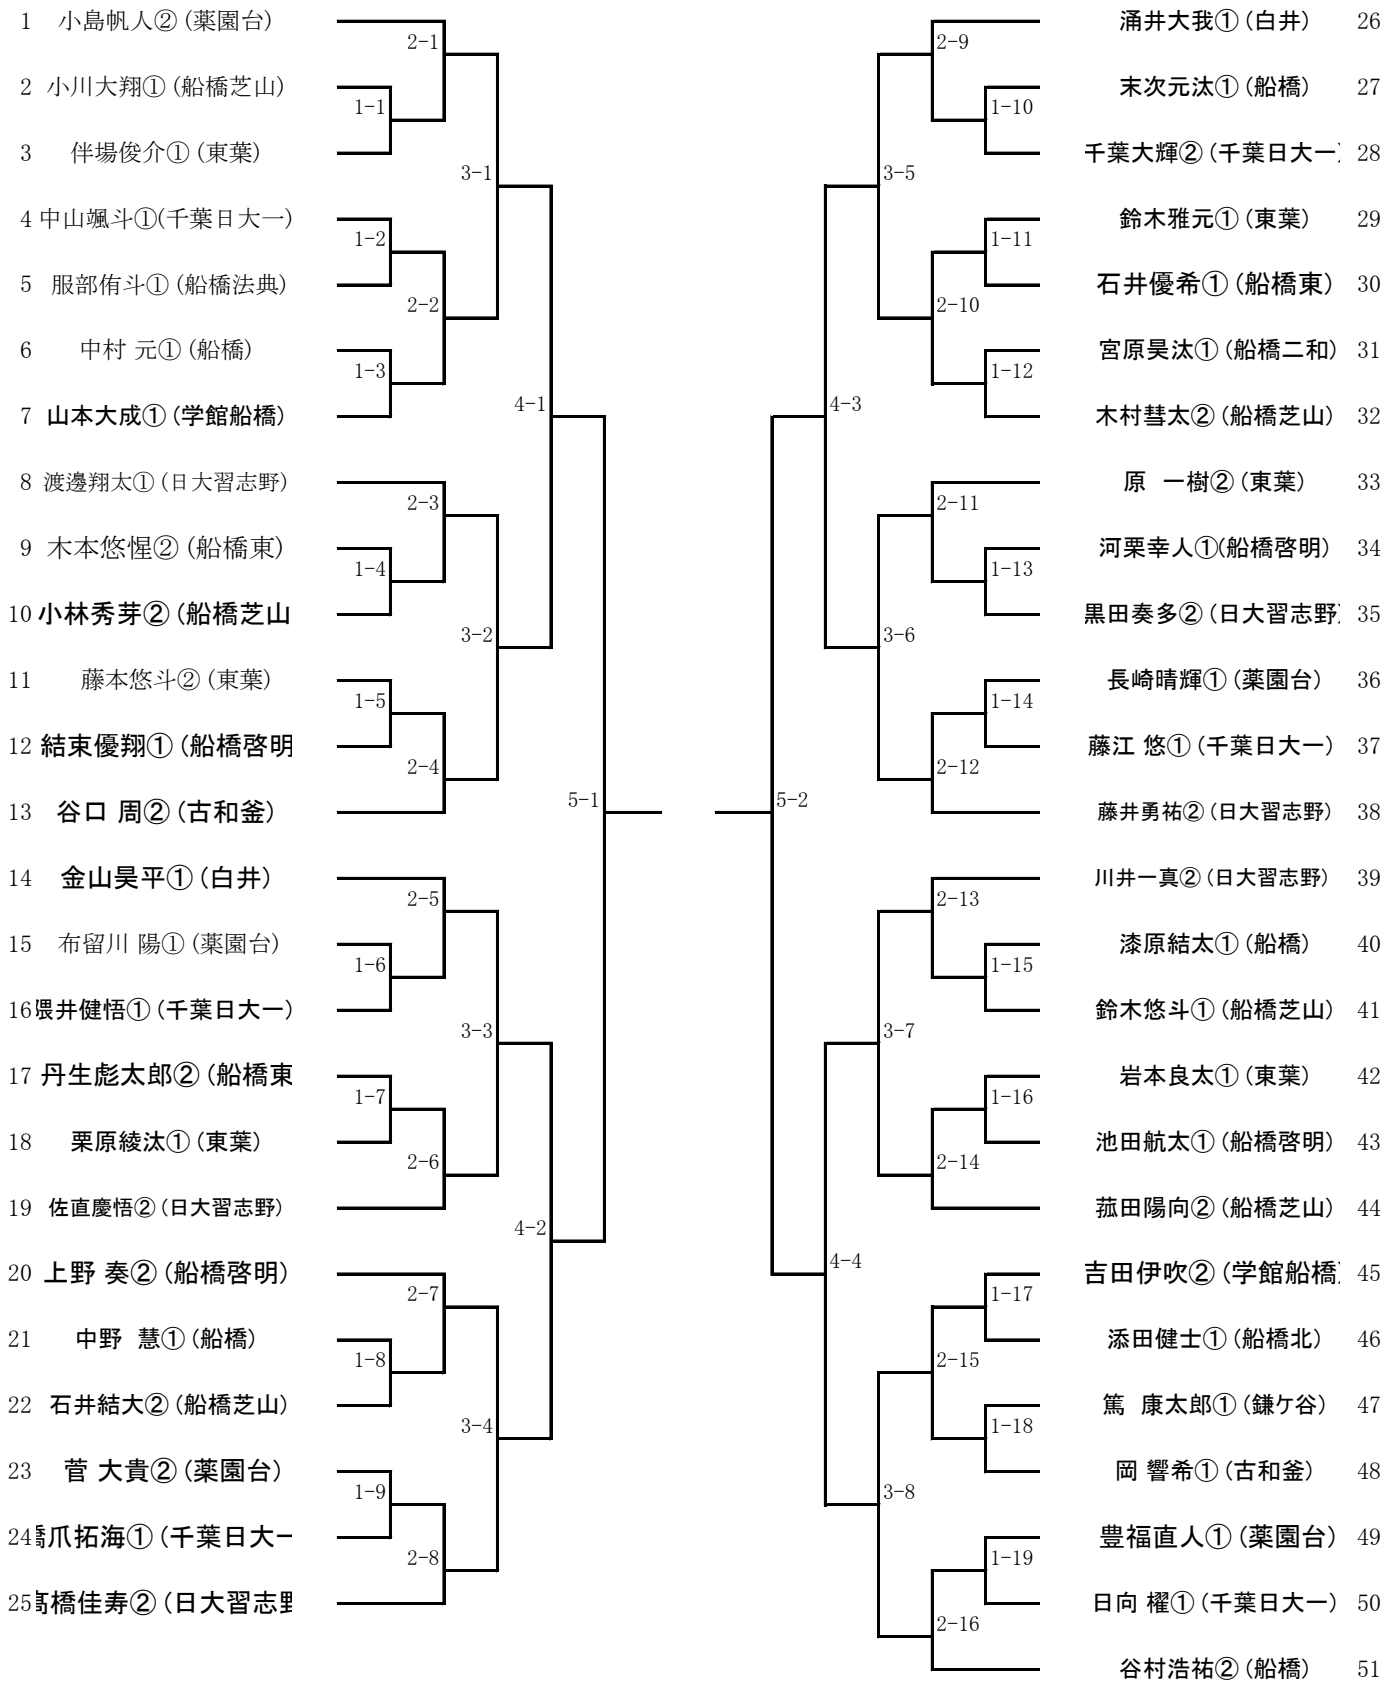 1 小島帆人② (薬園台)
2 小川大翔① (船橋芝山)
3 伴場俊介① (東葉)
4 中山颯斗①(千葉日大一)
5 服部侑斗① (船橋法典)
6 中村 元① (船橋)
7 山本大成① (学館船橋)
8 渡邊翔太① (日大習志野)
9 木本悠惺② (船橋東)
10 小林秀芽② (船橋芝山
11 藤本悠斗② (東葉)
12 結束優翔① (船橋啓明
13 谷口 周② (古和釜)
14 金山昊平① (白井)
15 布留川 陽① (薬園台)
16 隈井健悟① (千葉日大一)
17 丹生彪太郎② (船橋東
18 栗原綾汰① (東葉)
19 佐直慶悟② (日大習志野)
20 上野 奏② (船橋啓明)
21 中野 慧① (船橋)
22 石井結大② (船橋芝山)
23 菅 大貴② (薬園台)
24 橋爪拓海① (千葉日大一
25 髙橋佳寿② (日大習志野
1-1
1-2
1-3
1-4
1-5
1-6
1-7
1-8
1-9
2-1
2-2
2-3
2-4
2-5
2-6
2-7
2-8
3-1
3-2
3-3
3-4
4-1
4-2
5-1
5-2
4-3
4-4
3-5
3-6
3-7
3-8
2-9
2-10
2-11
2-12
2-13
2-14
2-15
2-16
1-10
1-11
1-12
1-13
1-14
1-15
1-16
1-17
1-18
1-19
涌井大我① (白井) 26
末次元汰① (船橋) 27
千葉大輝② (千葉日大一) 28
鈴木雅元① (東葉) 29
石井優希① (船橋東) 30
宮原昊汰① (船橋二和) 31
木村彗太② (船橋芝山) 32
原 一樹② (東葉) 33
河栗幸人①(船橋啓明) 34
黒田奏多② (日大習志野) 35
長崎晴輝① (薬園台) 36
藤江 悠① (千葉日大一) 37
藤井勇祐② (日大習志野) 38
川井一真② (日大習志野) 39
漆原結太① (船橋) 40
鈴木悠斗① (船橋芝山) 41
岩本良太① (東葉) 42
池田航太① (船橋啓明) 43
菰田陽向② (船橋芝山) 44
吉田伊吹② (学館船橋) 45
添田健士① (船橋北) 46
篤 康太郎① (鎌ケ谷) 47
岡 響希① (古和釜) 48
豊福直人① (薬園台) 49
日向 櫂① (千葉日大一) 50
谷村浩祐② (船橋) 51